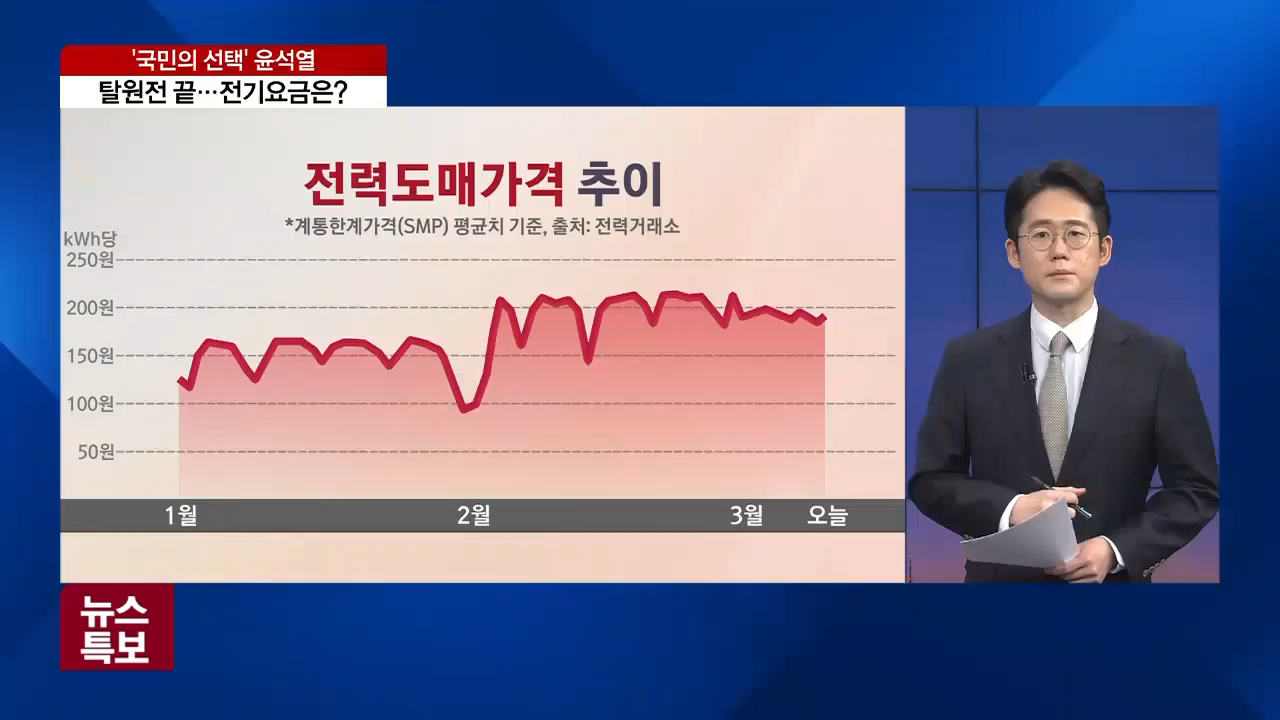 '국민의 선택' 윤석열
탈원전 끝…전기요금은?
전력도매가격 추이
*계통한계가격(SMP) 평균치 기준, 출처: 전력거래소
kWh당
250원
200원
150원
100원
50원
1월 2월 3월 오늘
뉴스
특보